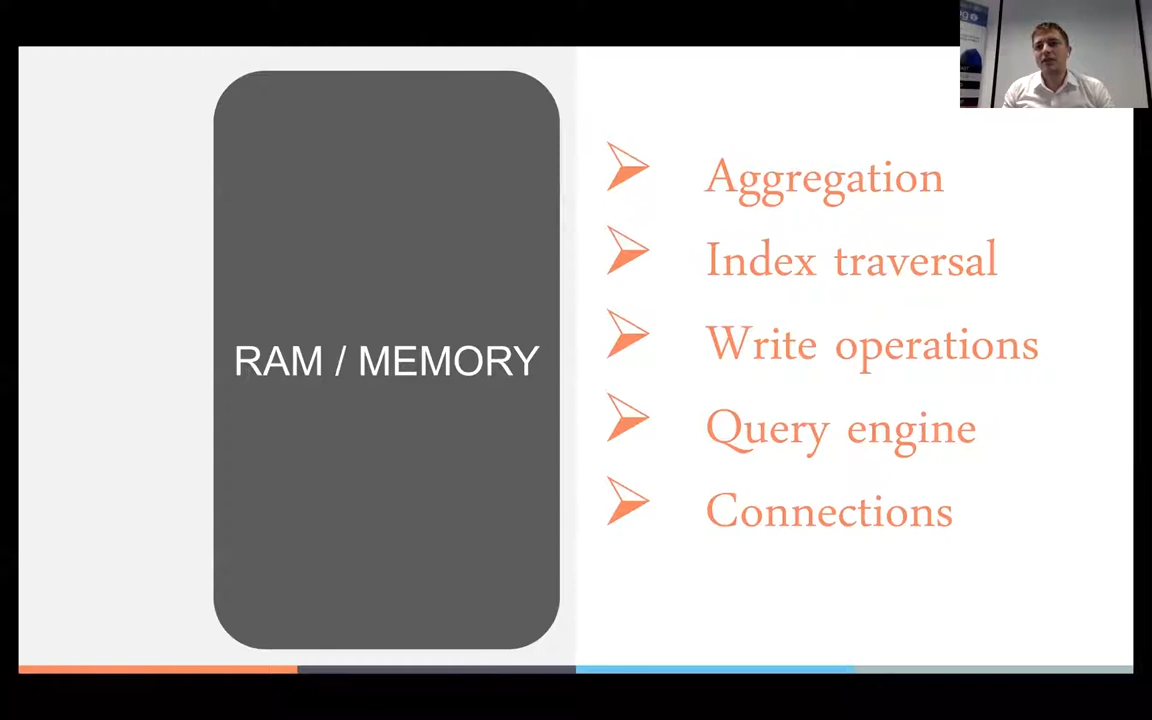 RAM / MEMORY
Aggregation
Index traversal
Write operations
Query engine
Connections